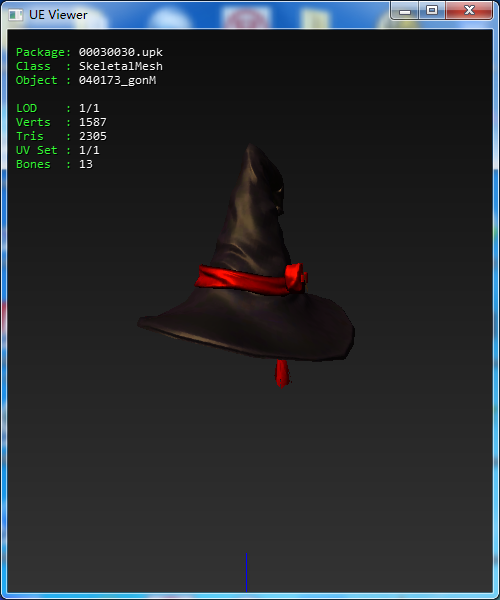 UE Viewer
Package: 00030030.upk
Class : SkeletalMesh
Object : 040173_gonM
LOD : 1/1
Verts : 1587
Tris : 2305
UV Set : 1/1
Bones : 13